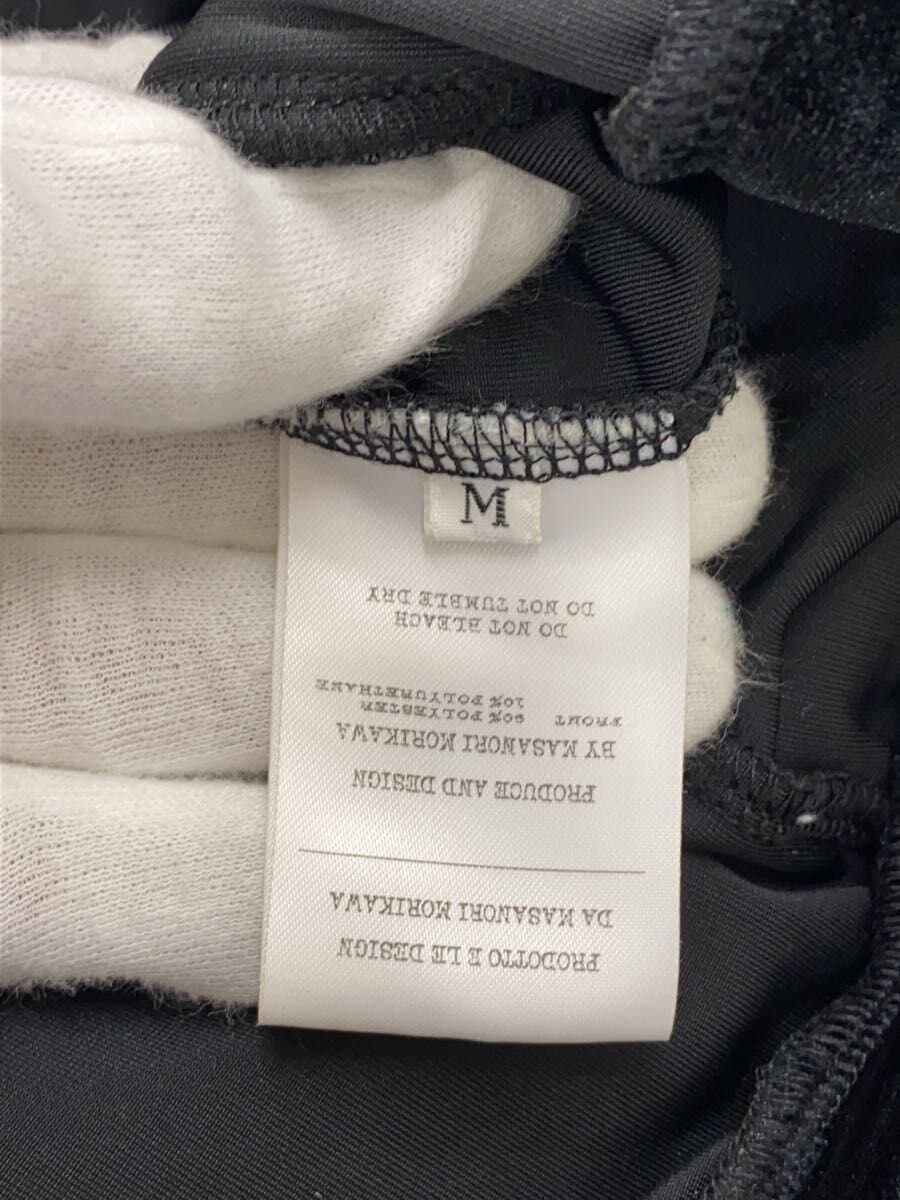 PRODOTTO E LE DESIGN
DA MASANORI MORIKAWA
PRODUCE AND DESIGN
BY MASANORI MORIKAWA
FRONT 90% POLYESTER
10% POLYURETHANE
DO NOT BLEACH
DO NOT TUMBLE DRY
M